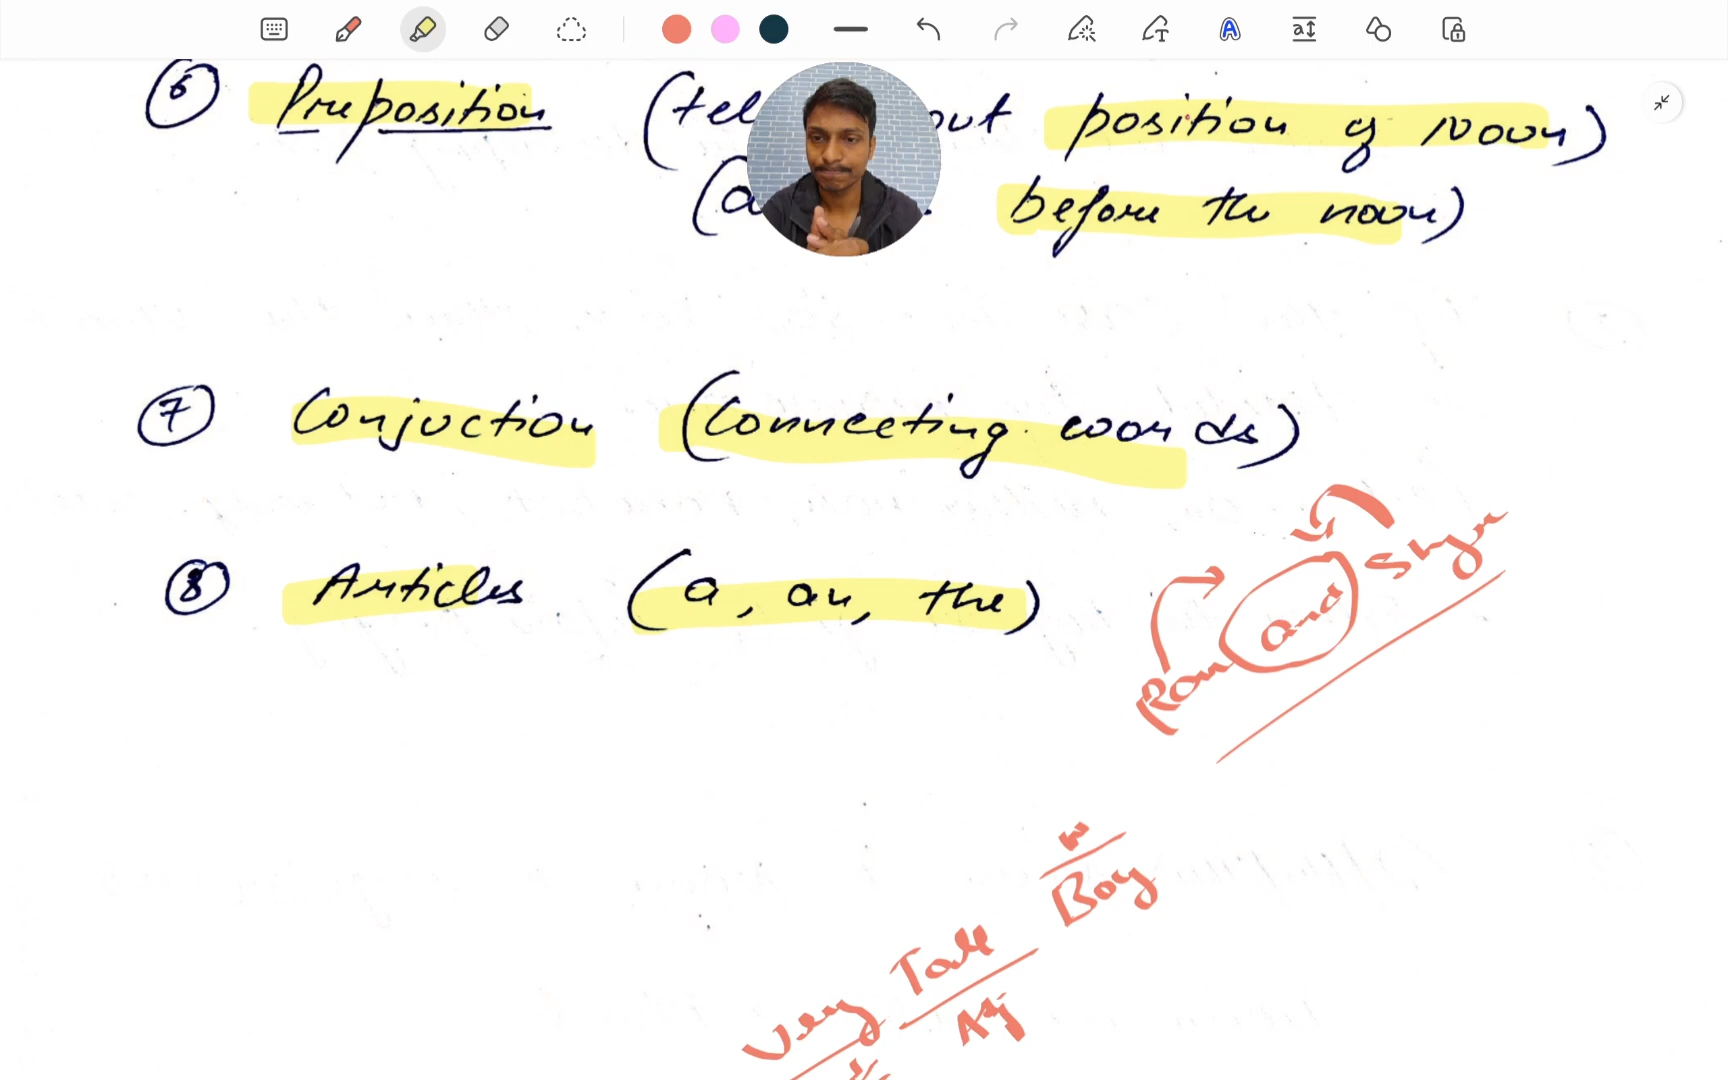 6 Preposition (tel out position of Noun)
(a before the noun)
7 Conjuction (Connecting words)
8 Articles (a, an, the)
Ram and Shyam
N
Boy
Very Tall
Adj